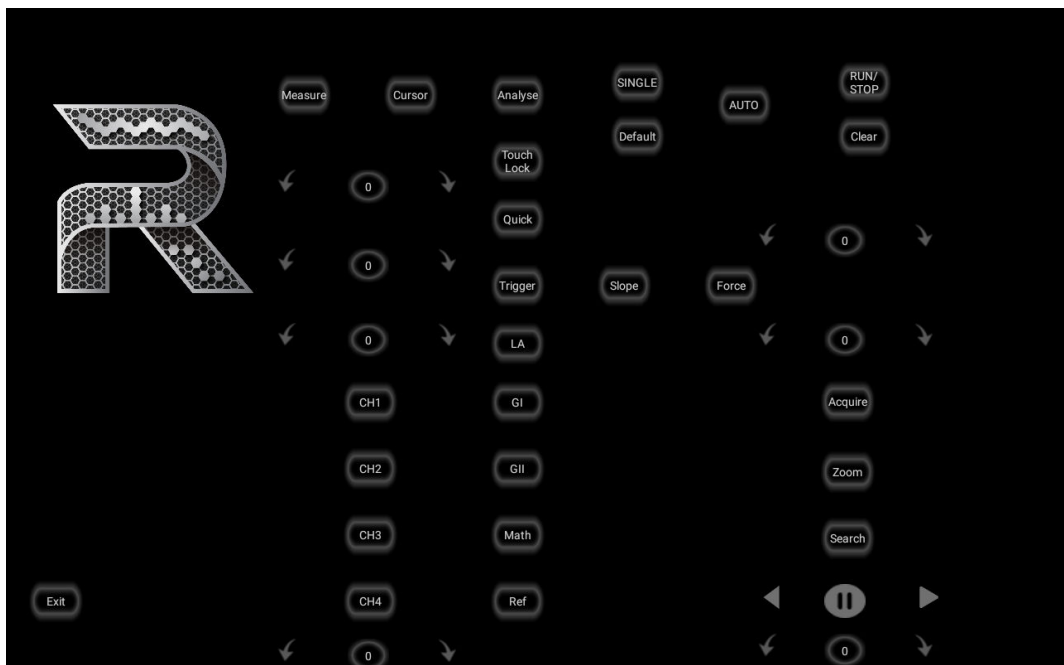 SINGLE
RUN/
STOP
Measure
Cursor
Analyse
AUTO
Default
Clear
Touch
Lock
0
Quick
0
0
Trigger
Slope
Force
0
LA
0
CH1
GI
Acquire
CH2
GII
Zoom
CH3
Math
Search
Exit
CH4
Ref
0
0